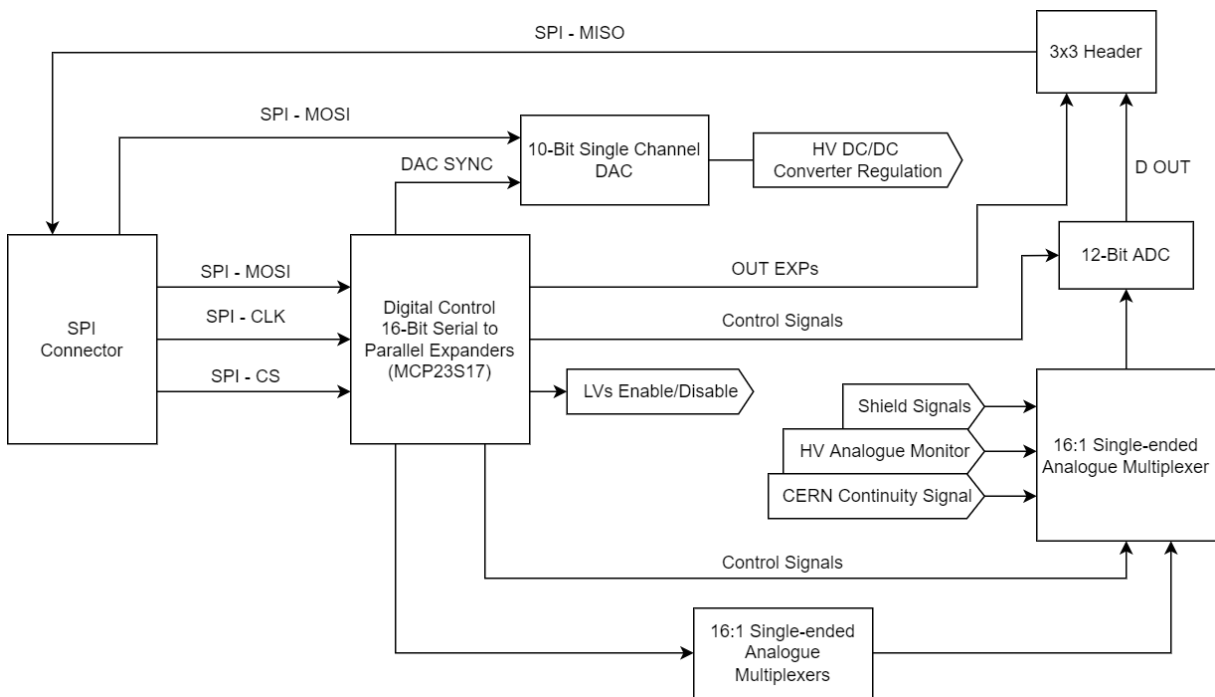 SPI - MISO
3x3 Header
SPI - MOSI
10-Bit Single Channel
DAC
HV DC/DC
Converter Regulation
DAC SYNC
D OUT
SPI
Connector
SPI - MOSI
SPI - CLK
SPI - CS
Digital Control
16-Bit Serial to
Parallel Expanders
(MCP23S17)
OUT EXPs
12-Bit ADC
Control Signals
LVs Enable/Disable
Shield Signals
HV Analogue Monitor
CERN Continuity Signal
16:1 Single-ended
Analogue Multiplexer
Control Signals
16:1 Single-ended
Analogue
Multiplexers